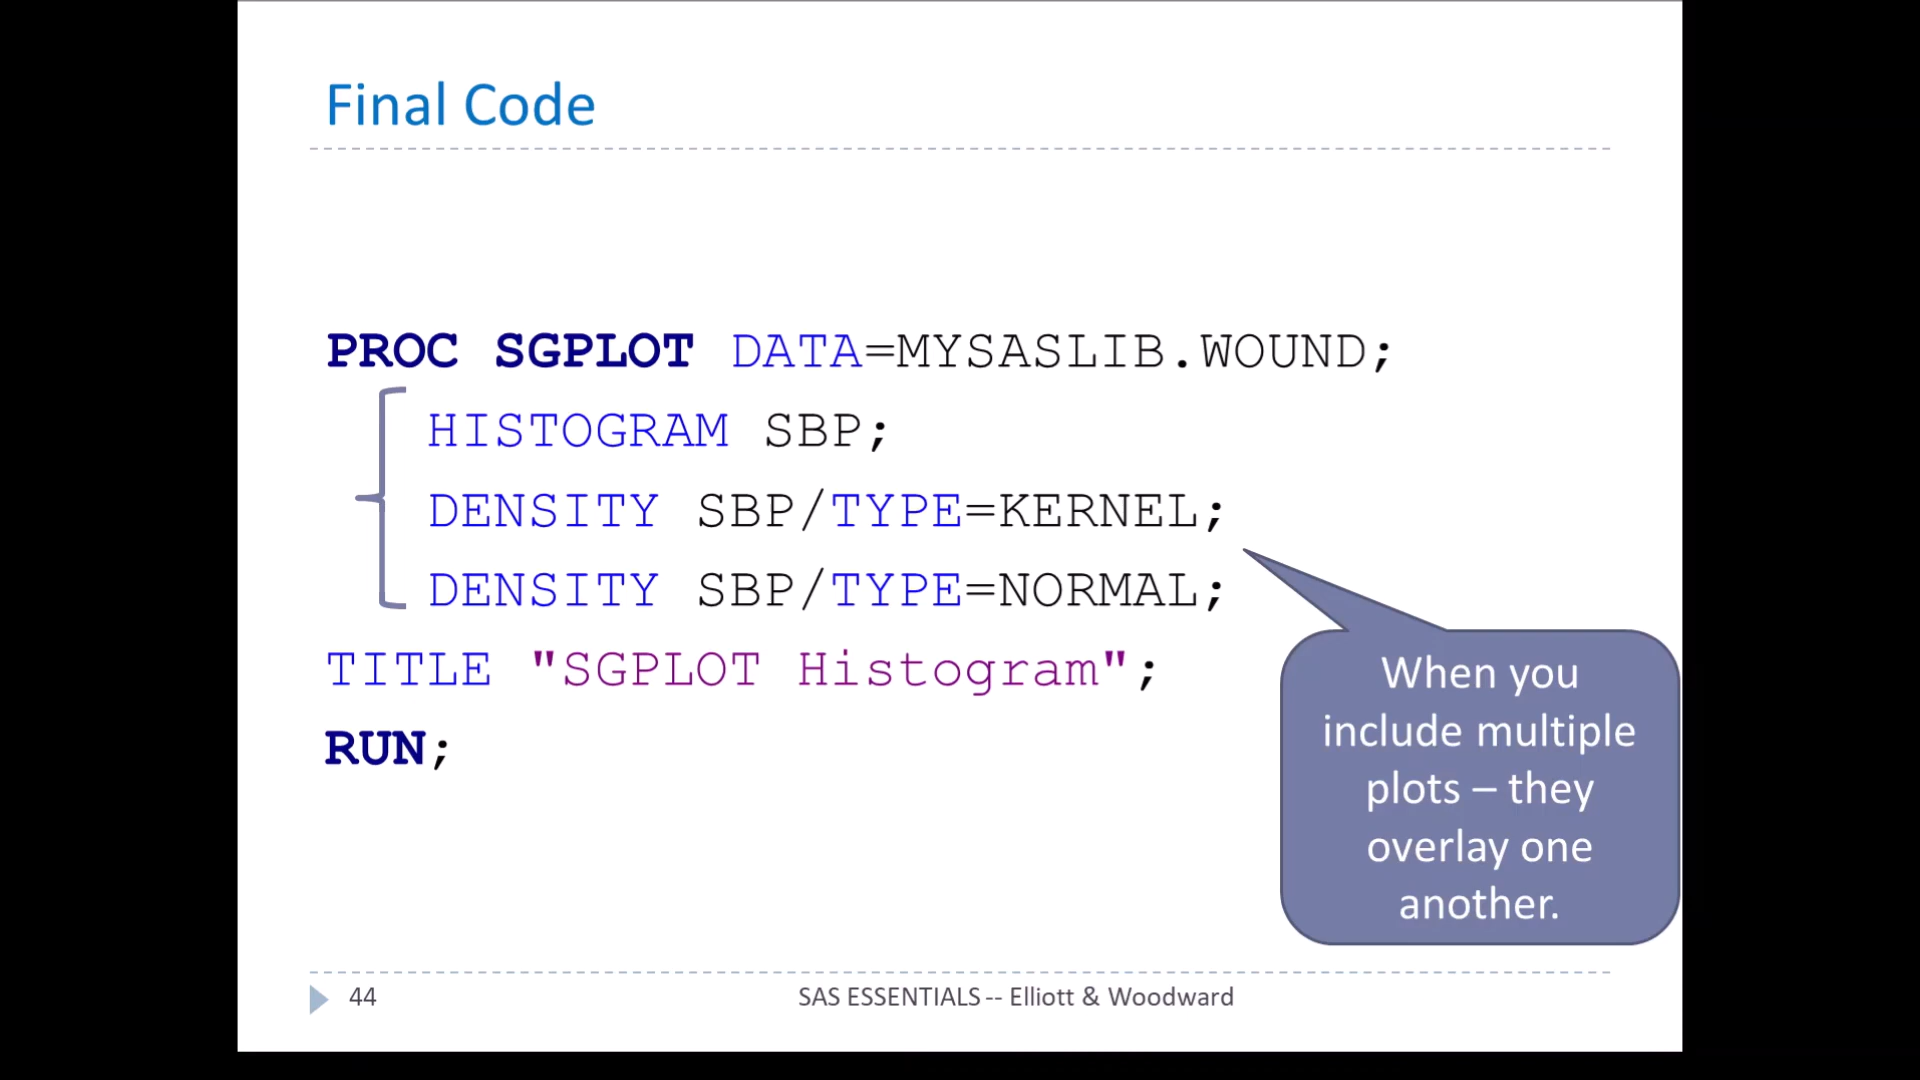 Final Code
PROC SGPLOT DATA=MYSASLIB.WOUND;
HISTOGRAM SBP;
DENSITY SBP/TYPE=KERNEL;
DENSITY SBP/TYPE=NORMAL;
TITLE "SGPLOT Histogram";
RUN;
When you
include multiple
plots – they
overlay one
another.
44
SAS ESSENTIALS -- Elliott & Woodward